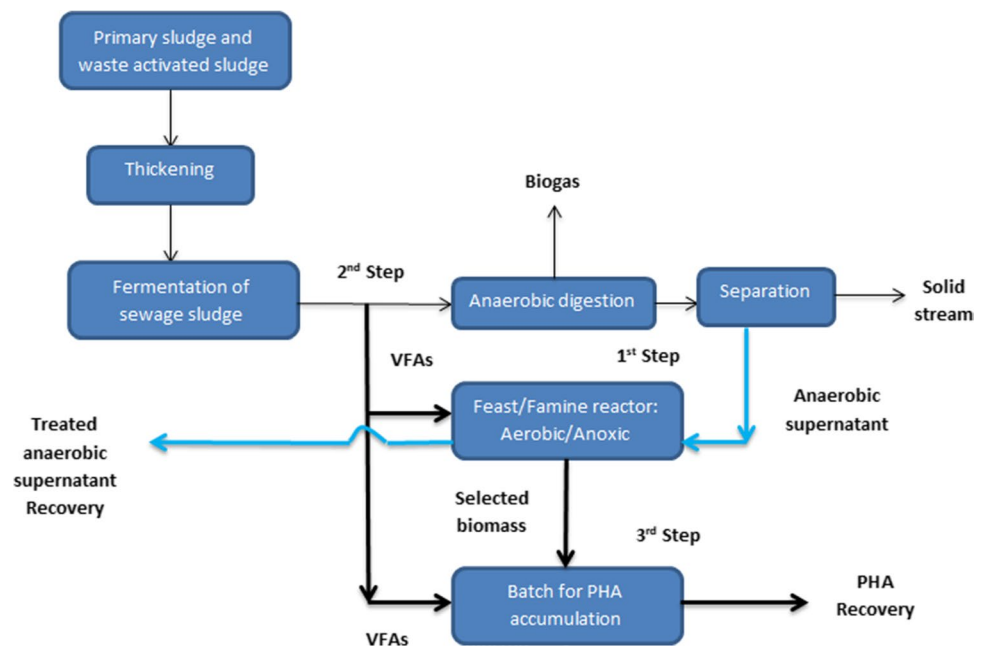 Primary sludge and
waste activated sludge
Thickening
Biogas
Fermentation of
sewage sludge
2nd Step
Anaerobic digestion
Separation
Solid
stream
VFAs
1st Step
Feast/Famine reactor:
Aerobic/Anoxic
Anaerobic
supernatant
Treated
anaerobic
supernatant
Recovery
Selected
biomass
3rd Step
Batch for PHA
accumulation
PHA
Recovery
VFAs